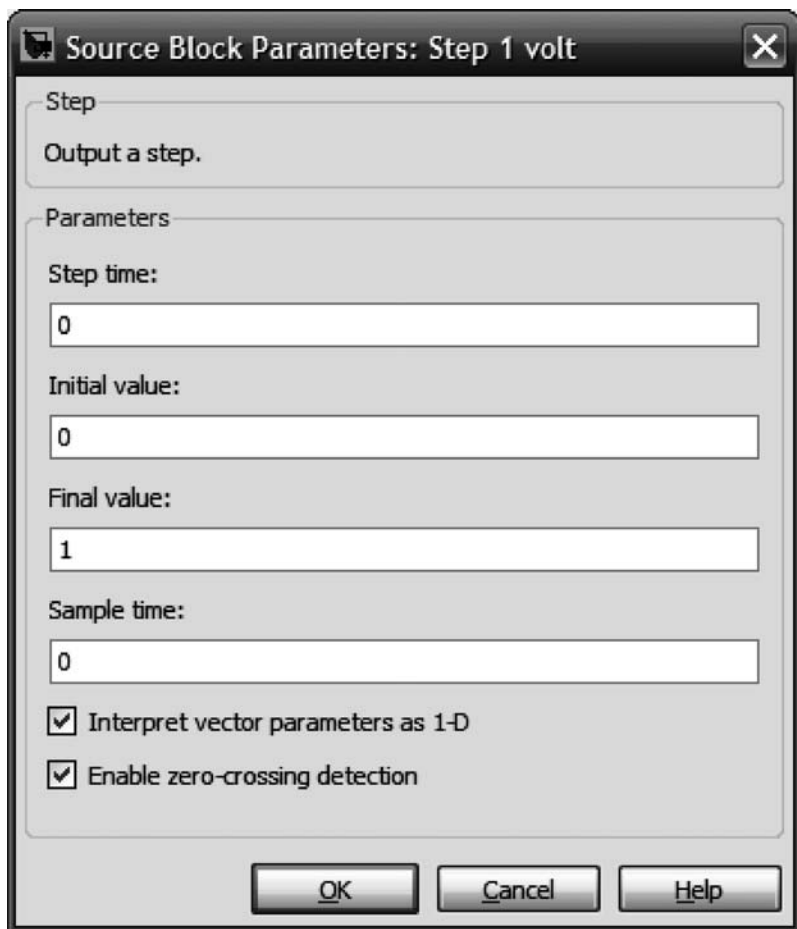 Source Block Parameters: Step 1 volt
Step
Output a step.
Parameters
Step time:
0
Initial value:
0
Final value:
1
Sample time:
0
Interpret vector parameters as 1-D
Enable zero-crossing detection
OK
Cancel
Help